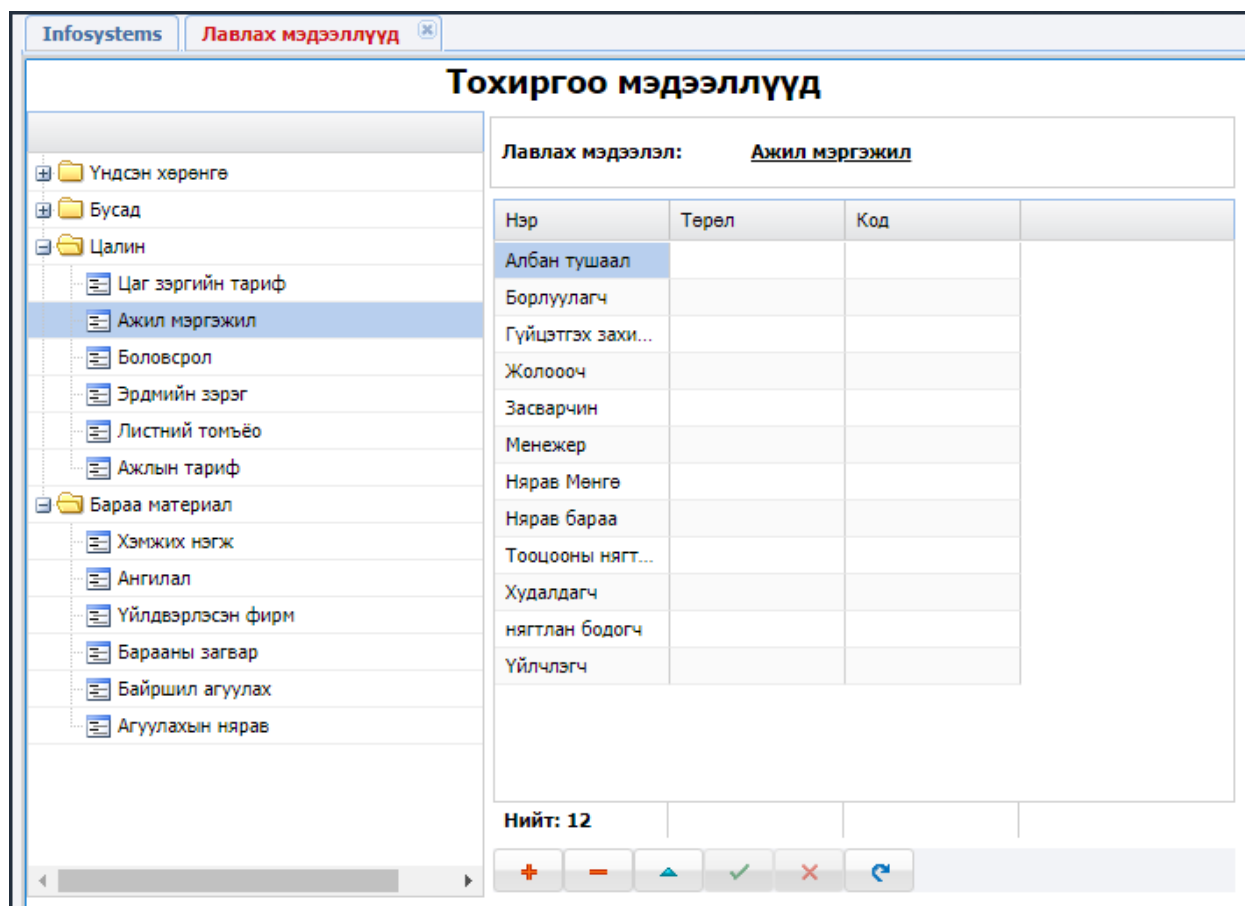 Infosystems
Лавлах мэдээллүүд
Тохиргоо мэдээллүүд
Үндсэн хөрөнгө
Бусад
Цалин
Цаг зэргийн тариф
Ажил мэргэжил
Боловсрол
Эрдмийн зэрэг
Листний томъёо
Ажлын тариф
Бараа материал
Хэмжих нэгж
Ангилал
Үйлдвэрлэсэн фирм
Барааны загвар
Байршил агуулах
Агуулахын нярав
Лавлах мэдээлэл: Ажил мэргэжил
Нэр Төрөл Код
Албан тушаал
Борлуулагч
Гүйцэтгэх захи...
Жолоооч
Засварчин
Менежер
Нярав Мөнгө
Нярав бараа
Тооцооны нягт...
Худалдагч
нягтлан бодогч
Үйлчлэгч
Нийт: 12